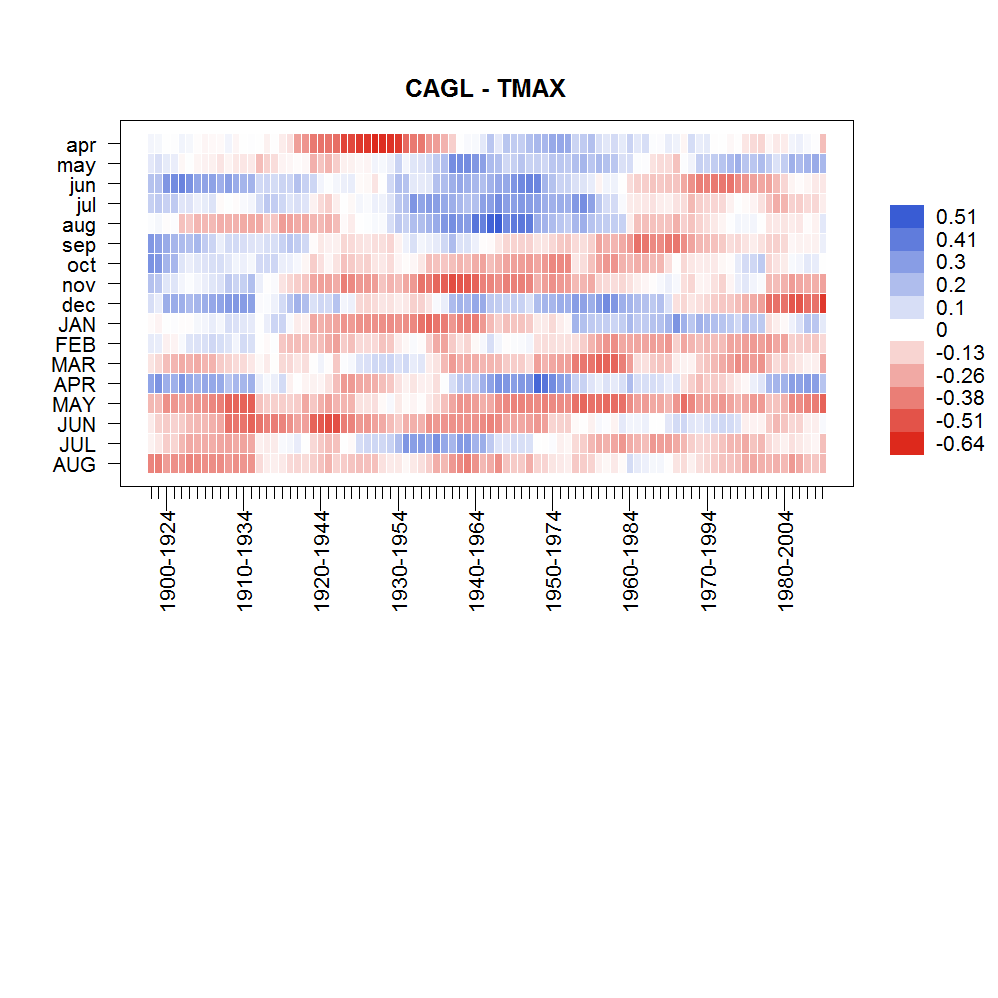 CAGL - TMAX
apr
may
jun
jul
aug
sep
oct
nov
dec
JAN
FEB
MAR
APR
MAY
JUN
JUL
AUG
0.51
0.41
0.3
0.2
0.1
0
-0.13
-0.26
-0.38
-0.51
-0.64
1900-1924
1910-1934
1920-1944
1930-1954
1940-1964
1950-1974
1960-1984
1970-1994
1980-2004